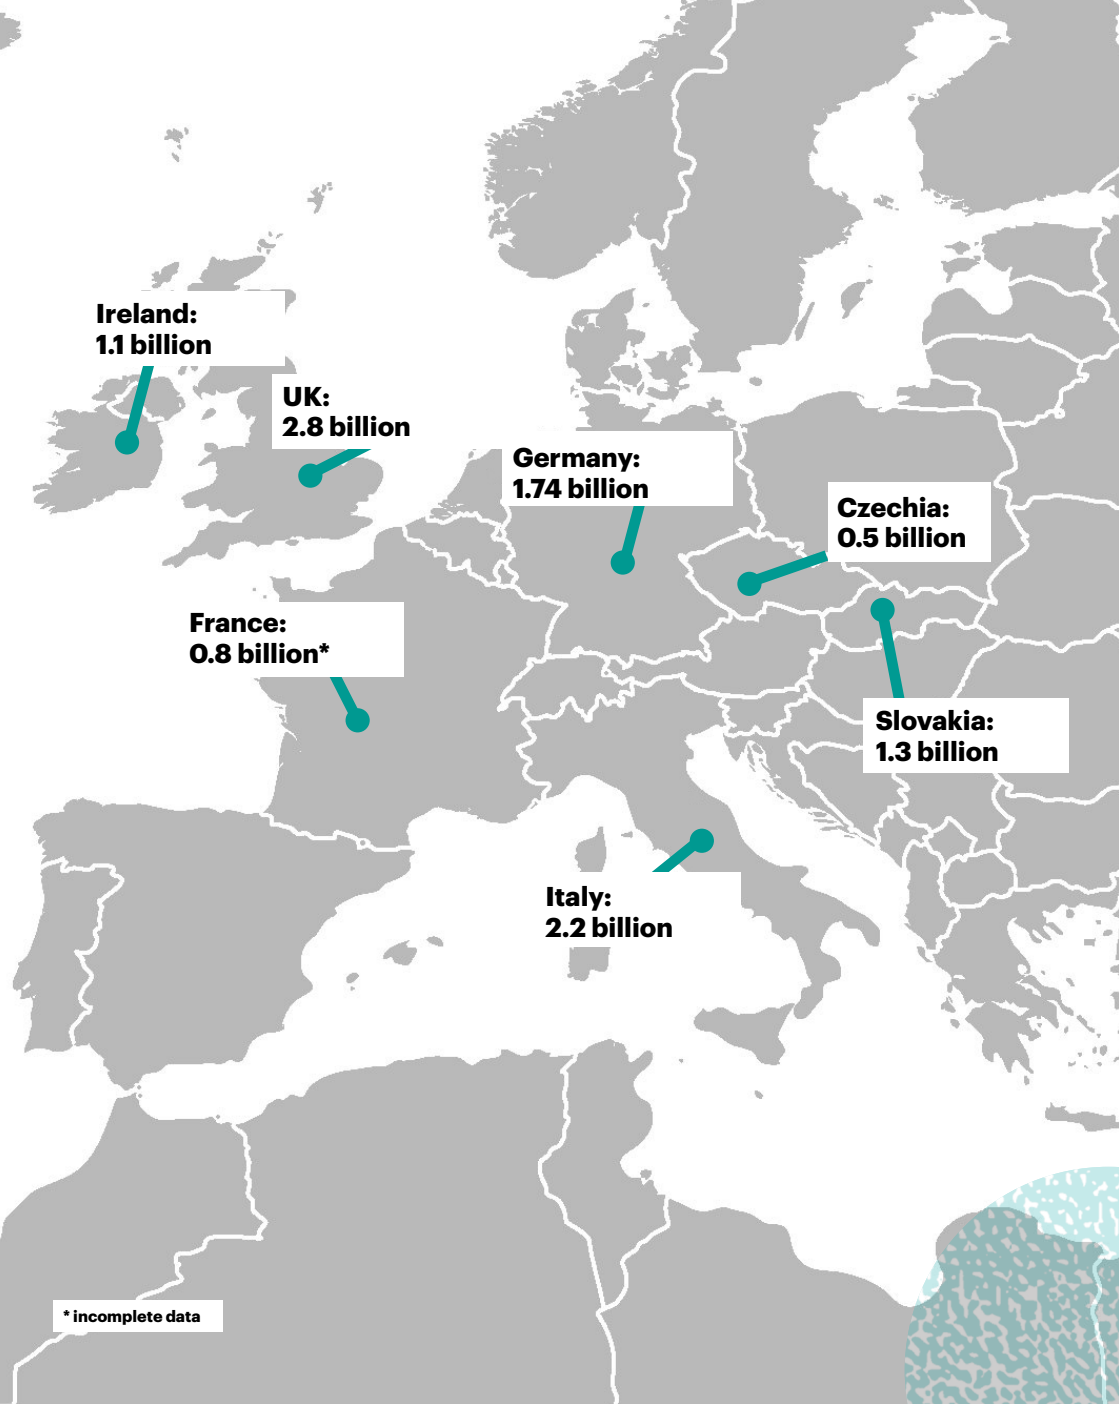 Ireland:
1.1 billion
UK:
2.8 billion
Germany:
1.74 billion
Czechia:
0.5 billion
France:
0.8 billion*
Slovakia:
1.3 billion
Italy:
2.2 billion
* incomplete data